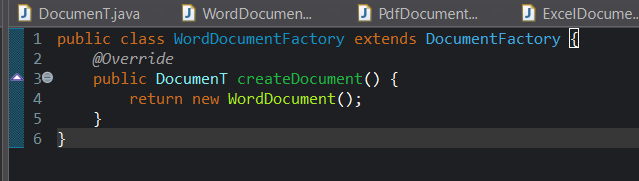 DocumenT.java WordDocumen... PdfDocument... ExcelDocume...
1 public class WordDocumentFactory extends DocumentFactory {
2     @Override
3     public DocumenT createDocument() {
4         return new WordDocument();
5     }
6 }